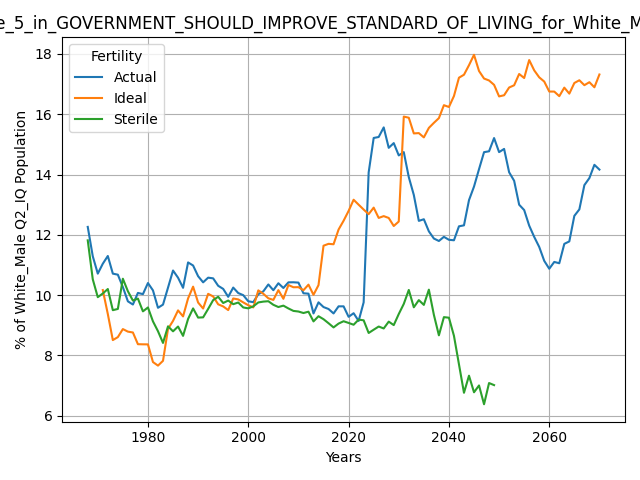 e_5_in_GOVERNMENT_SHOULD_IMPROVE_STANDARD_OF_LIVING_for_White_M
Fertility
Actual
Ideal
Sterile
% of White_Male Q2_IQ Population
18
16
14
12
10
8
6
1980
2000
2020
2040
2060
Years